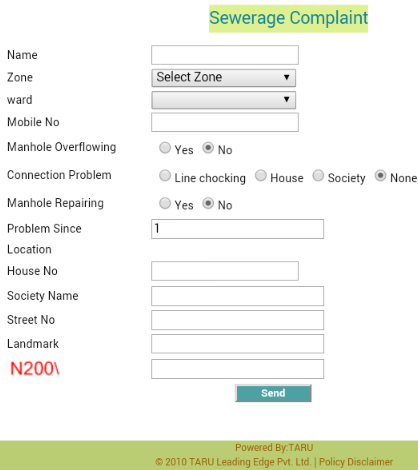 Sewerage Complaint
Name
Zone Select Zone
ward
Mobile No
Manhole Overflowing Yes No
Connection Problem Line chocking House Society None
Manhole Repairing Yes No
Problem Since 1
Location
House No
Society Name
Street No
Landmark
N200\
Send
Powered By:TARU
© 2010 TARU Leading Edge Pvt. Ltd. | Policy Disclaimer